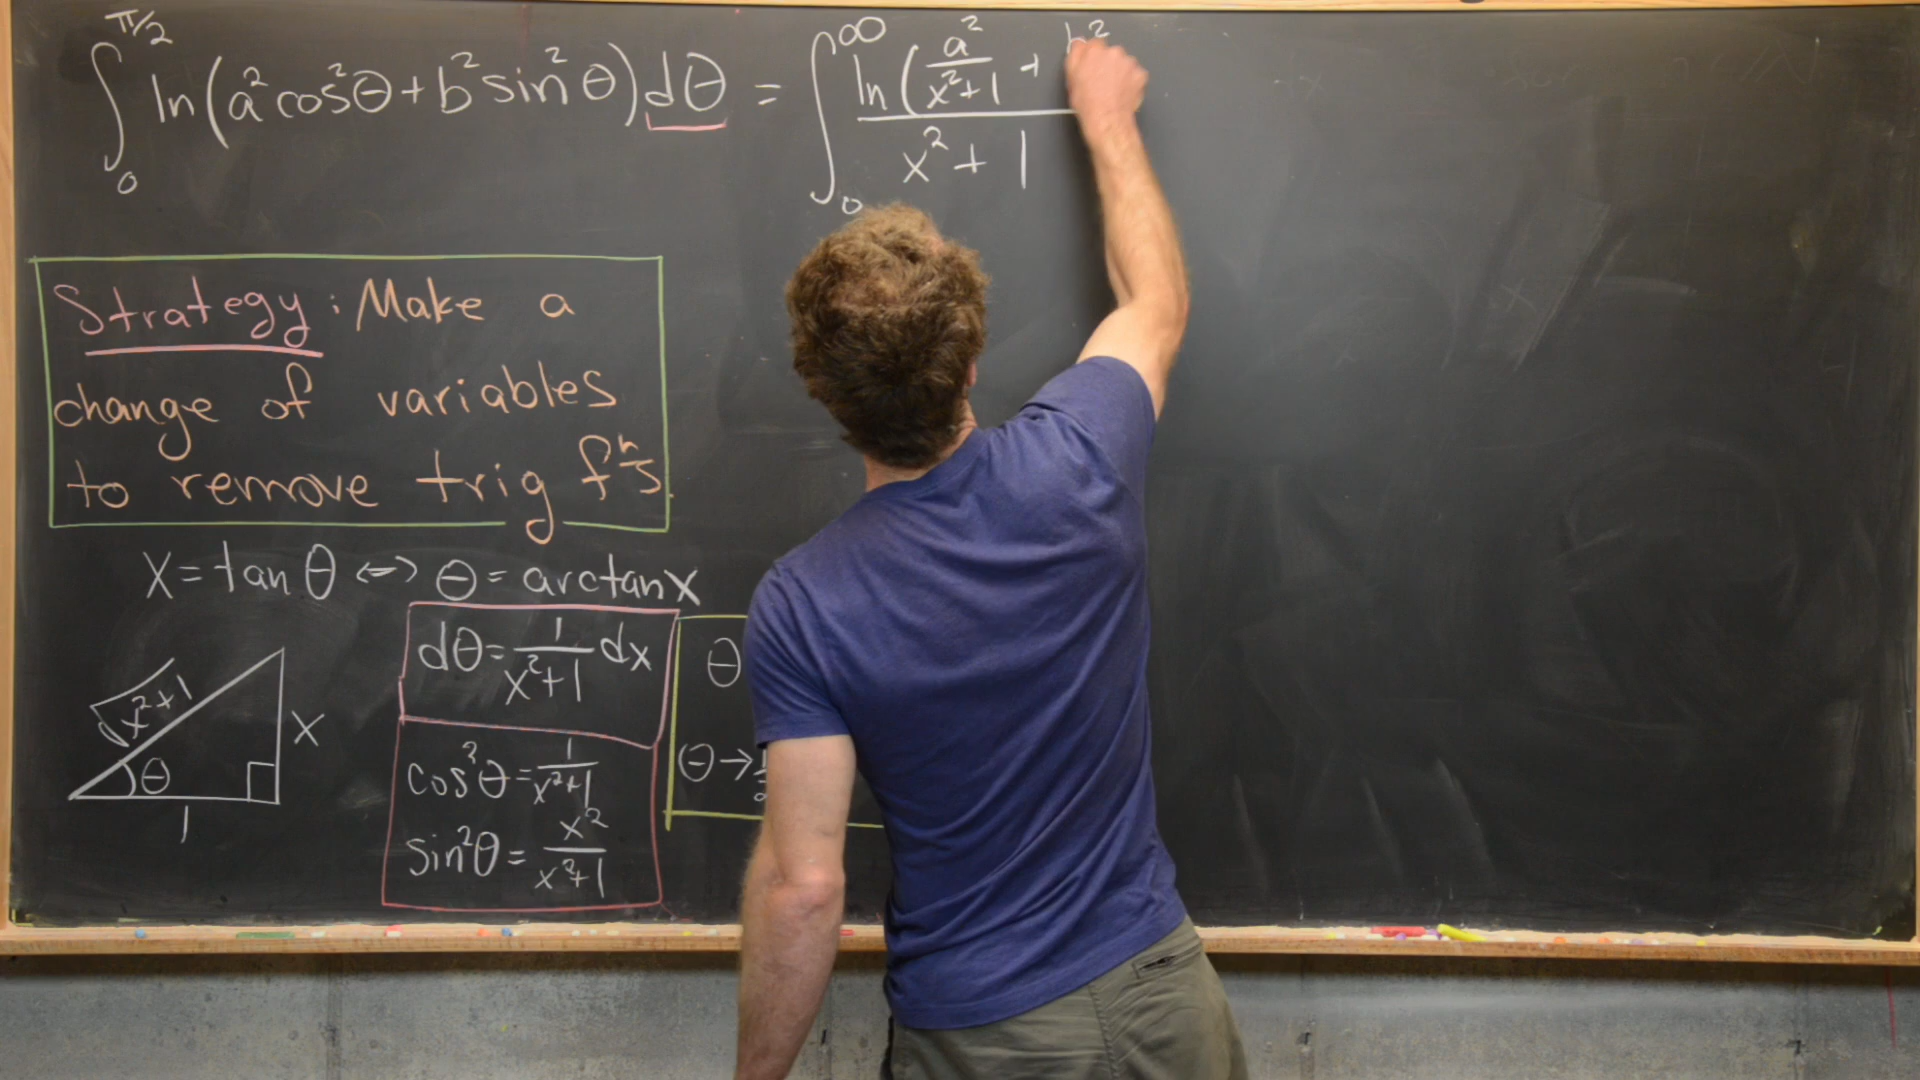 ∫₀^{π/2} ln(a²cos²θ+b²sin²θ)dθ = ∫₀^∞ ln(a²/(x²+1) + b²
x²+1
Strategy: Make a
change of variables
to remove trig fⁿs
x=tanθ <-> θ=arctanx
dθ=1/(x²+1) dx
θ
√x²+1
x
θ
1
cos²θ=1/(x²+1)
θ→
sin²θ=x²/(x²+1)